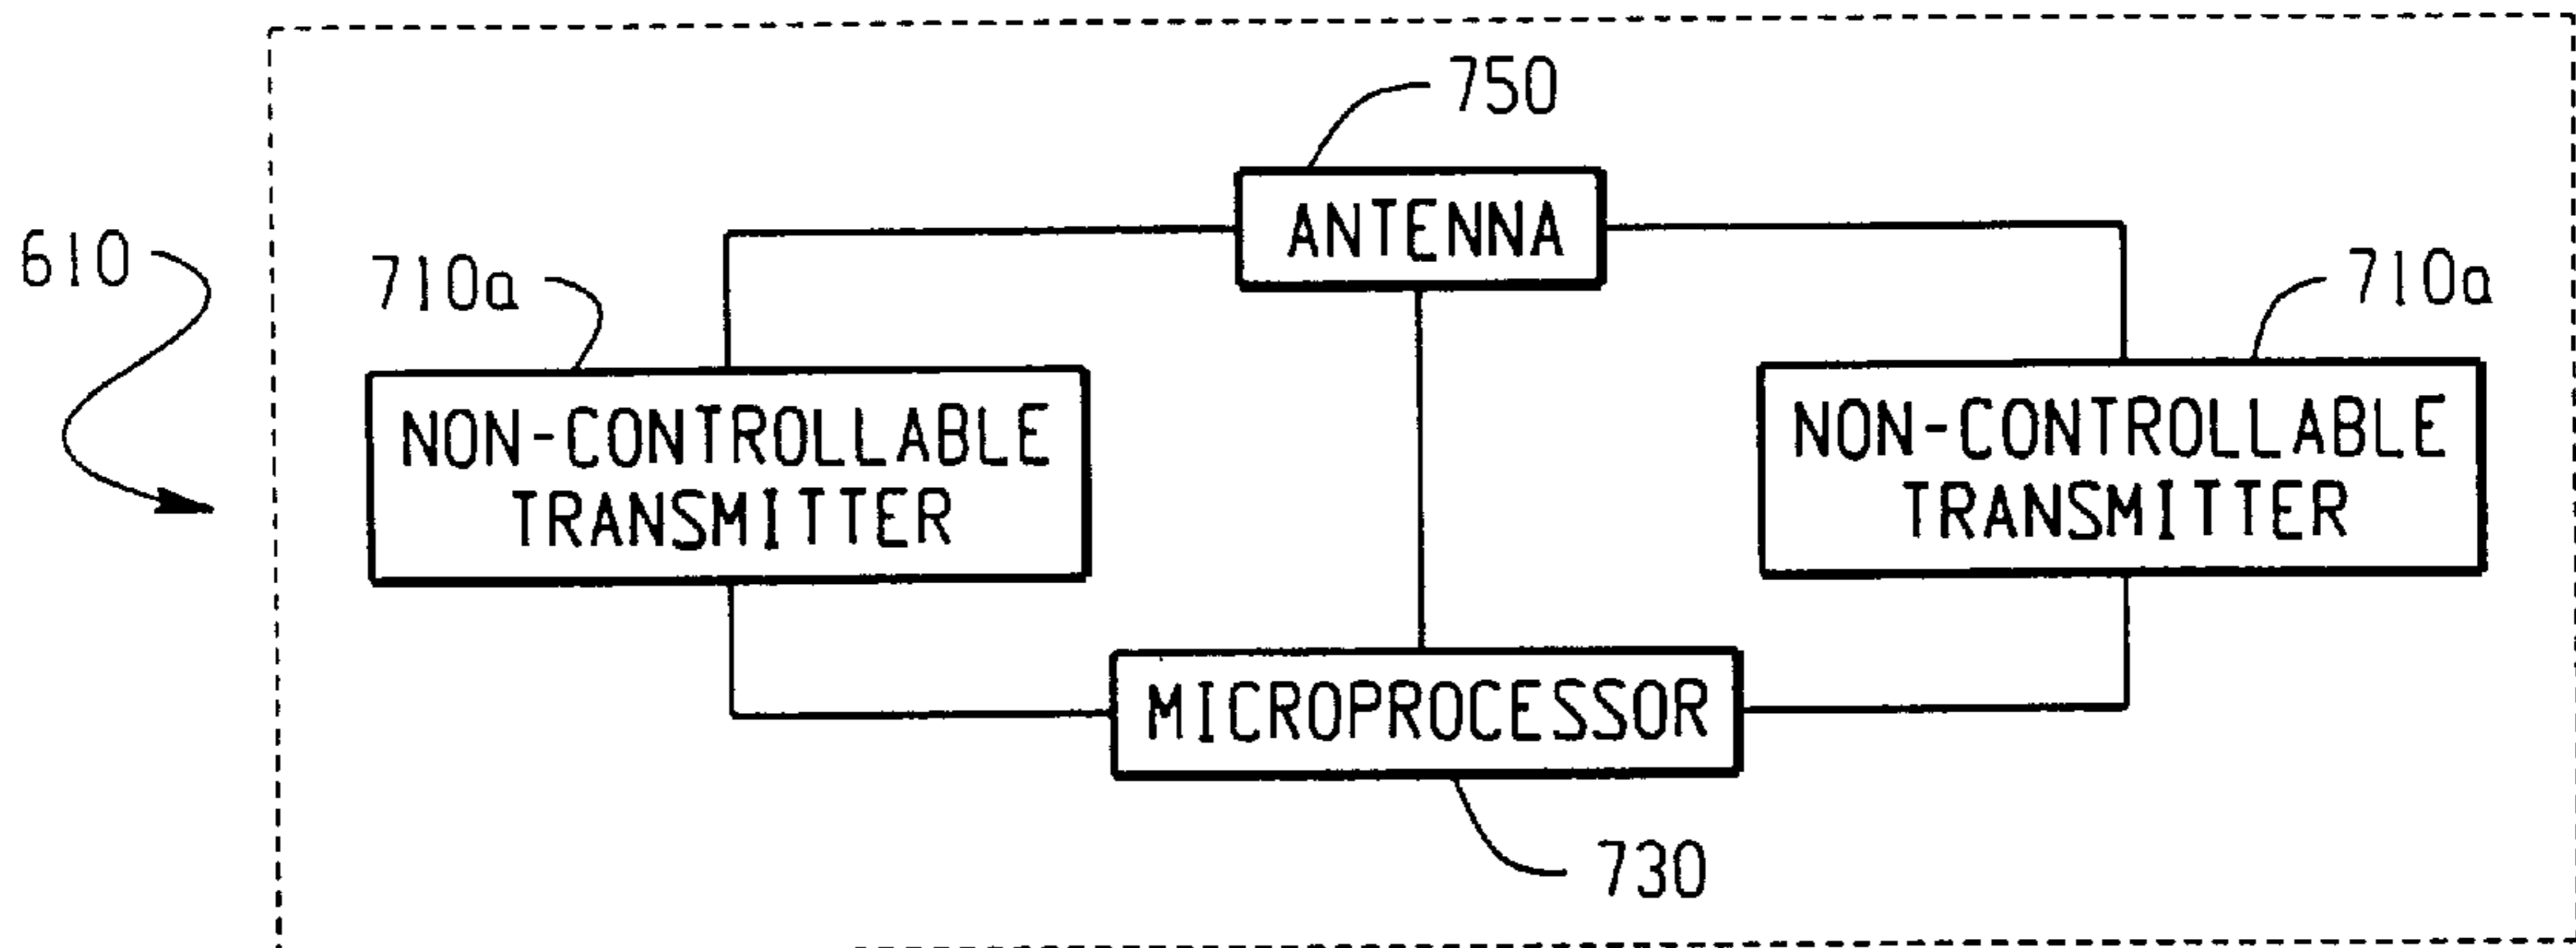 750
ANTENNA
610
710a
710a
NON-CONTROLLABLE
TRANSMITTER
NON-CONTROLLABLE
TRANSMITTER
MICROPROCESSOR
730